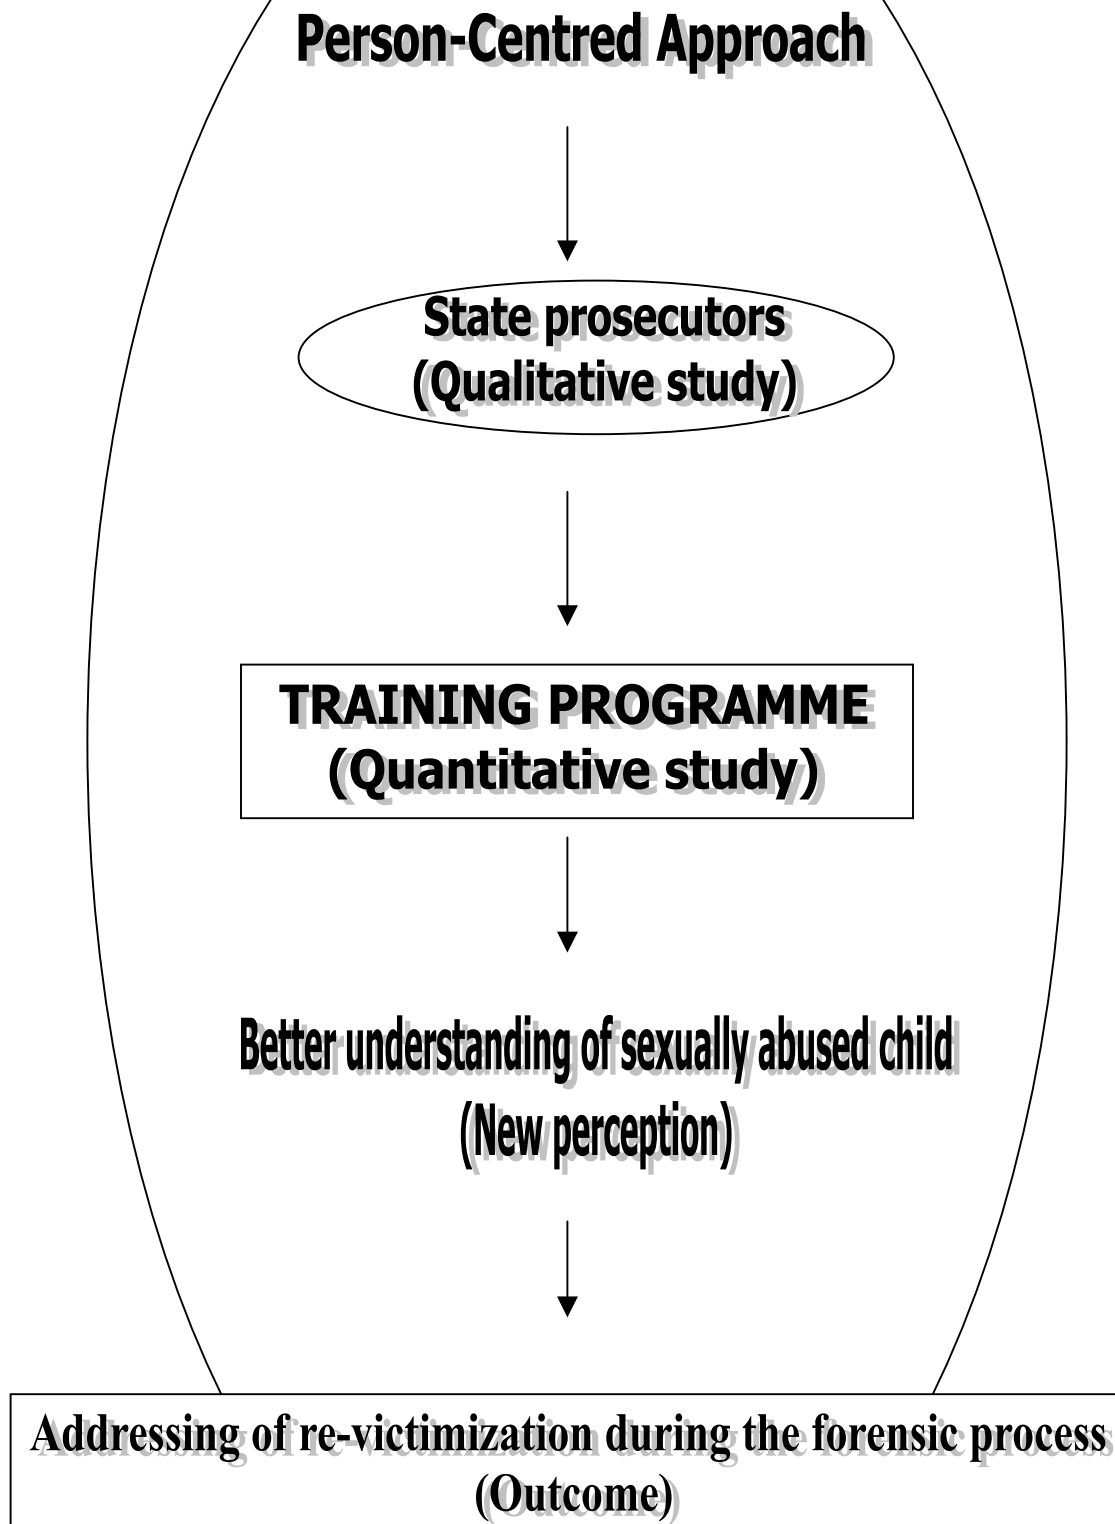 Person-Centred Approach
State prosecutors
(Qualitative study)
TRAINING PROGRAMME
(Quantitative study)
Better understanding of sexually abused child
(New perception)
Addressing of re-victimization during the forensic process
(Outcome)